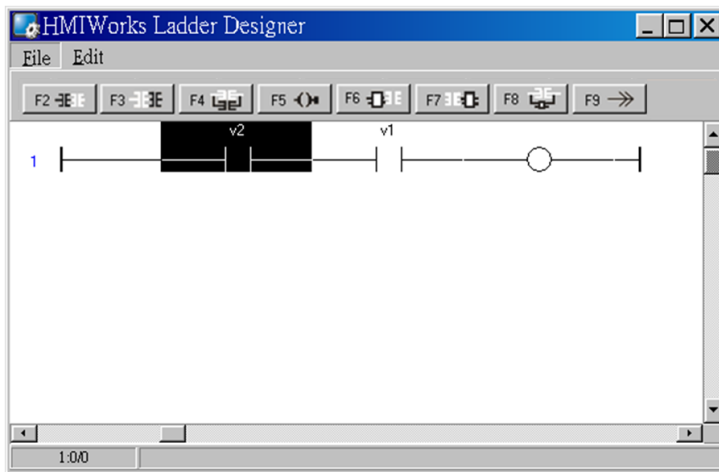 HMIWorks Ladder Designer
File Edit
F2 F3 F4 F5 F6 F7 F8 F9
v2 v1
1
1:0/0